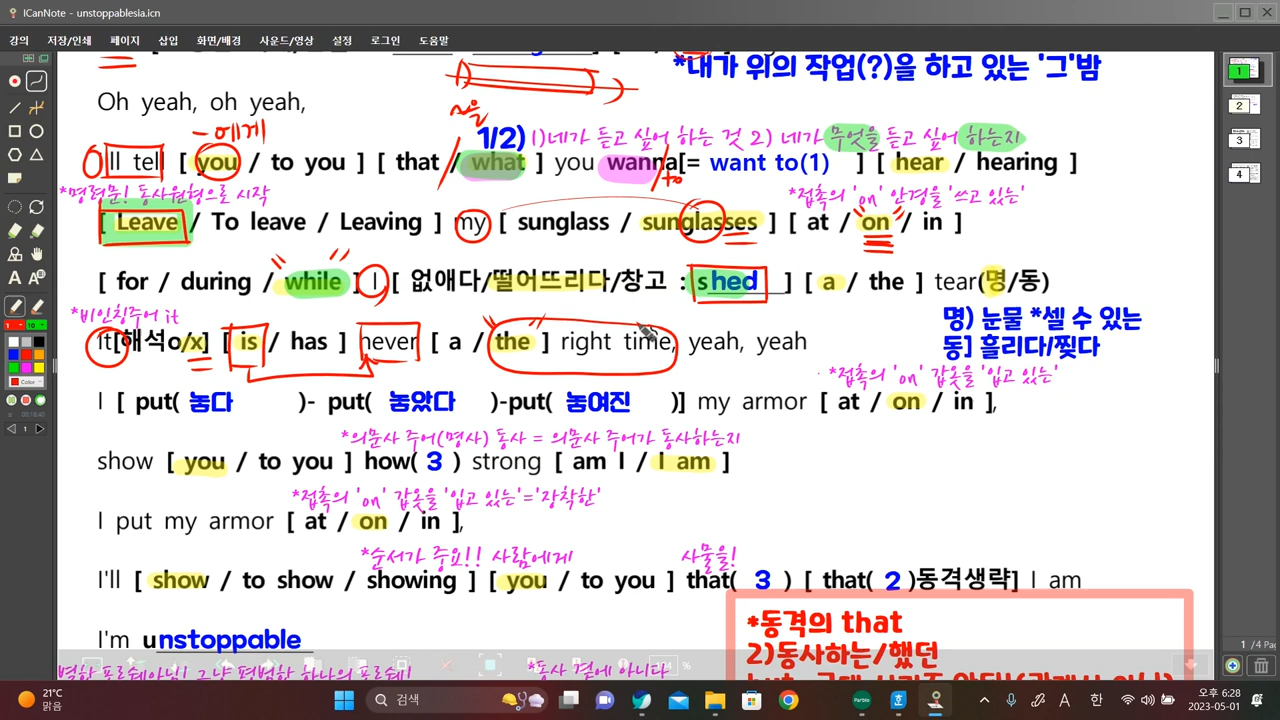 ICanNote - unstoppablesia.icn
강의 저장/인쇄 페이지 삽입 화면/배경 사운드/영상 설정 로그인 도움말
*내가 위의 작업(?)을 하고 있는 '그'밤
Oh yeah, oh yeah,
-에게
~을
1/2) 1)네가 듣고 싶어 하는 것 2) 네가 무엇을 듣고 싶어 하는지
I'll tell [ you / to you ] [ that / what ] you wanna[= want to(1) ] [ hear / hearing ]
to
*명령문! 동사원형으로 시작
*접촉의 'on' 안경을 '쓰고 있는'
[ Leave / To leave / Leaving ] my [ sunglass / sunglasses ] [ at / on / in ]
[ for / during / while ] I [ 없애다/떨어뜨리다/창고 : shed ] [ a / the ] tear(명/동)
*비인칭주어 it
명) 눈물 *셀 수 있는
It[해석o/x] [ is / has ] never [ a / the ] right time, yeah, yeah
동] 흘리다/찢다
*접촉의 'on' 갑옷을 '입고 있는'
I [ put( 놓다 )- put( 놓았다 )-put( 놓여진 )] my armor [ at / on / in ],
*의문사 주어(명사) 동사 = 의문사 주어가 동사하는지
show [ you / to you ] how( 3 ) strong [ am I / I am ]
*접촉의 'on' 갑옷을 '입고 있는'='장착한'
I put my armor [ at / on / in ],
*순서가 중요!! 사람에게 사물을!
I'll [ show / to show / showing ] [ you / to you ] that( 3 ) [ that( 2 )동격생략] I am
*동격의 that
I'm unstoppable
2)동사하는/했던
*동사 곁에 아니다
%
1 / 4 Pag
21°C
맑음
검색
한
오후 6:28
2023-05-01